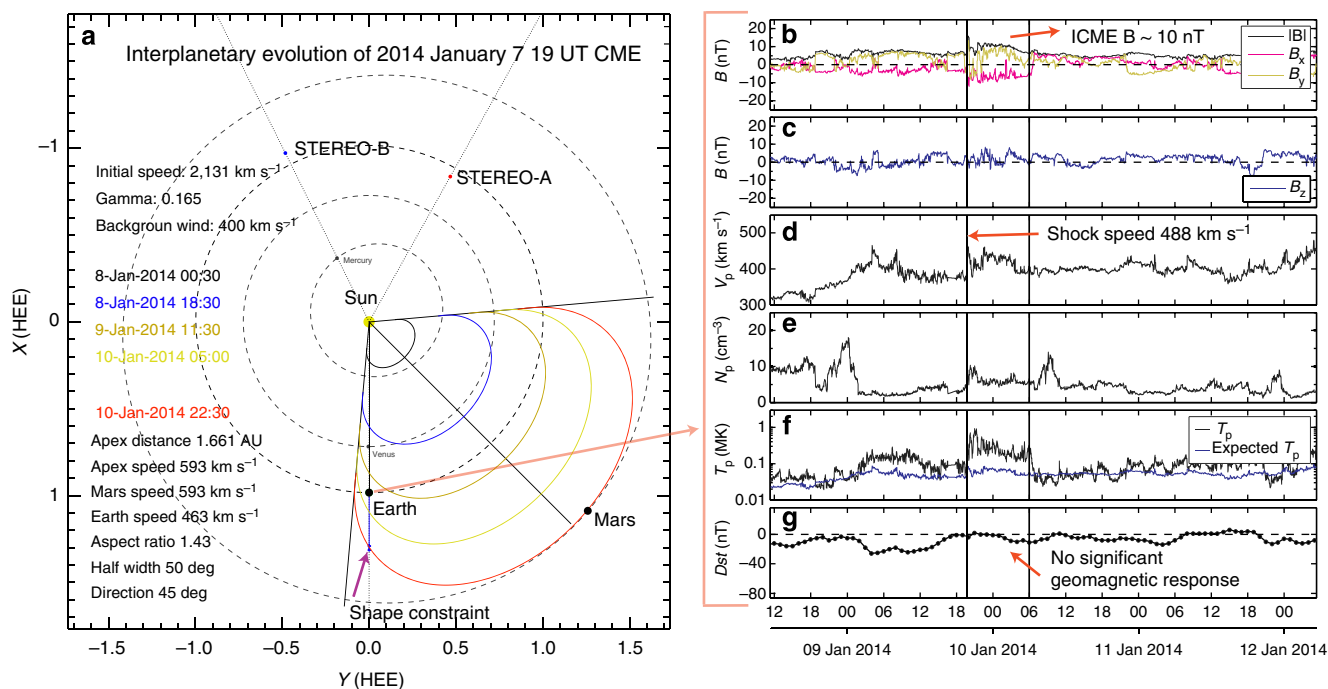 a
Interplanetary evolution of 2014 January 7 19 UT CME
STEREO-B
STEREO-A
Initial speed: 2,131 km s⁻¹
Gamma: 0.165
Backgroun wind: 400 km s⁻¹
Mercury
8-Jan-2014 00:30
Sun
8-Jan-2014 18:30
9-Jan-2014 11:30
10-Jan-2014 05:00
10-Jan-2014 22:30
Apex distance 1.661 AU
Venus
Apex speed 593 km s⁻¹
Mars speed 593 km s⁻¹
Earth
Earth speed 463 km s⁻¹
Mars
Aspect ratio 1.43
Half width 50 deg
Direction 45 deg
Shape constraint
X (HEE)
−1
0
1
−1.5 −1.0 −0.5 0.0 0.5 1.0 1.5
Y (HEE)
b
ICME B ~ 10 nT
|B|
Bx
By
B (nT)
20
10
0
−10
−20
c
B (nT)
20
10
0
−10
−20
Bz
d
Shock speed 488 km s⁻¹
Vp (km s⁻¹)
500
400
300
e
Np (cm⁻³)
20
10
0
f
Tp (MK)
1
0.1
0.01
Tp
Expected Tp
g
Dst (nT)
0
−40
−80
No significant
geomagnetic response
12 18 00 06 12 18 00 06 12 18 00 06 12 18 00
09 Jan 2014 10 Jan 2014 11 Jan 2014 12 Jan 2014